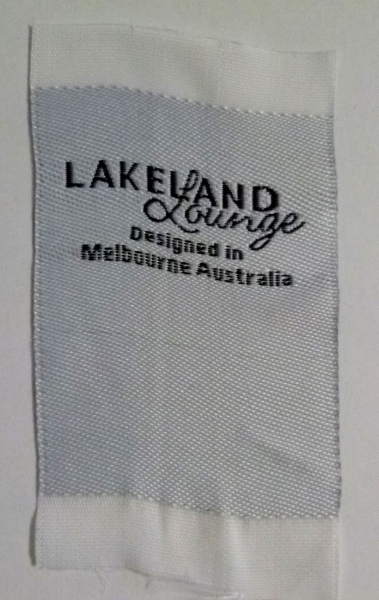 LAKELAND
Lounge
Designed in
Melbourne Australia